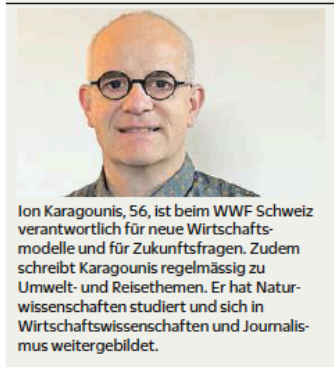 Ion Karagounis, 56, ist beim WWF Schweiz
verantwortlich für neue Wirtschafts-
modelle und für Zukunftsfragen. Zudem
schreibt Karagounis regelmässig zu
Umwelt- und Reisethemen. Er hat Natur-
wissenschaften studiert und sich in
Wirtschaftswissenschaften und Journalis-
mus weitergebildet.